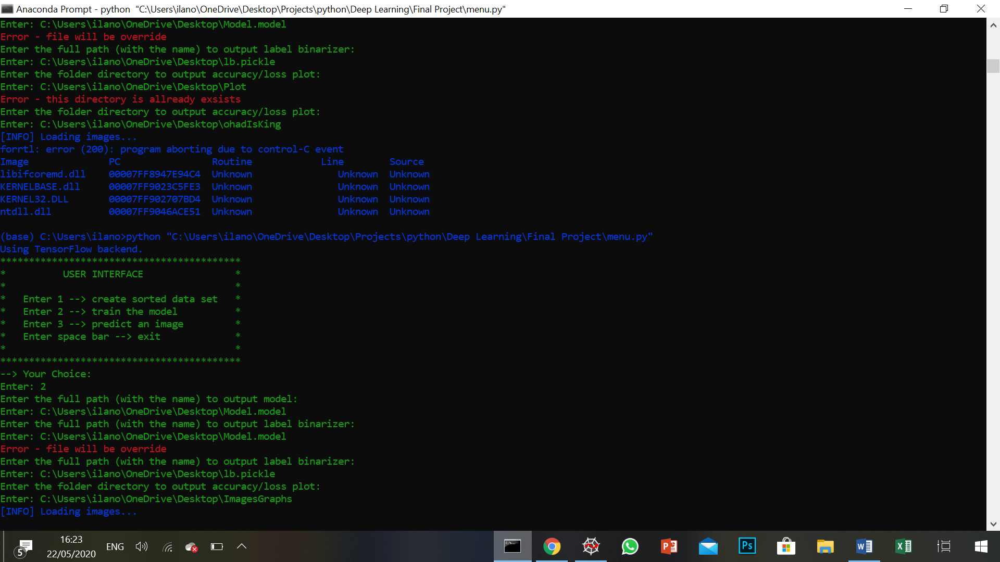 Anaconda Prompt - python  "C:\Users\ilano\OneDrive\Desktop\Projects\python\Deep Learning\Final Project\menu.py"
Enter: C:\Users\ilano\OneDrive\Desktop\Model.model
Error - file will be override
Enter the full path (with the name) to output label binarizer:
Enter: C:\Users\ilano\OneDrive\Desktop\lb.pickle
Enter the folder directory to output accuracy/loss plot:
Enter: C:\Users\ilano\OneDrive\Desktop\Plot
Error - this directory is allready exsists
Enter the folder directory to output accuracy/loss plot:
Enter: C:\Users\ilano\OneDrive\Desktop\ohadIsKing
[INFO] Loading images...
forrtl: error (200): program aborting due to control-C event
Image              PC                Routine            Line        Source
libifcoremd.dll    00007FF8947E94C4  Unknown               Unknown  Unknown
KERNELBASE.dll     00007FF9023C5FE3  Unknown               Unknown  Unknown
KERNEL32.DLL       00007FF902707BD4  Unknown               Unknown  Unknown
ntdll.dll          00007FF9046ACE51  Unknown               Unknown  Unknown
(base) C:\Users\ilano>python "C:\Users\ilano\OneDrive\Desktop\Projects\python\Deep Learning\Final Project\menu.py"
Using TensorFlow backend.
******************************************
*          USER INTERFACE                *
*                                        *
*   Enter 1 --> create sorted data set   *
*   Enter 2 --> train the model          *
*   Enter 3 --> predict an image         *
*   Enter space bar --> exit             *
*                                        *
******************************************
--> Your Choice:
Enter: 2
Enter the full path (with the name) to output model:
Enter: C:\Users\ilano\OneDrive\Desktop\Model.model
Enter the full path (with the name) to output label binarizer:
Enter: C:\Users\ilano\OneDrive\Desktop\Model.model
Error - file will be override
Enter the full path (with the name) to output label binarizer:
Enter: C:\Users\ilano\OneDrive\Desktop\lb.pickle
Enter the folder directory to output accuracy/loss plot:
Enter: C:\Users\ilano\OneDrive\Desktop\ImagesGraphs
[INFO] Loading images...
5
16:23
22/05/2020
ENG
C:\
P
Ps
W
X